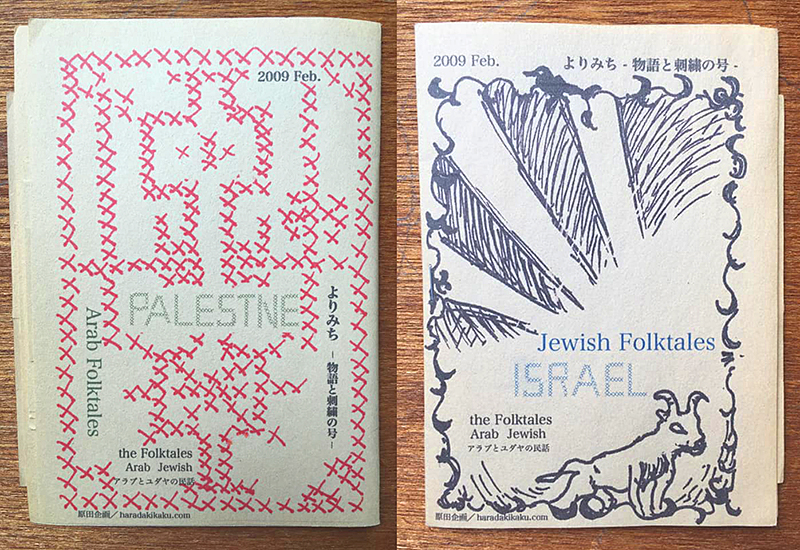 2009 Feb.
PALESTINE
よりみち -物語と刺繍の号-
Arab Folktales
the Folktales
Arab Jewish
アラブとユダヤの民話
原田企画／haradakikaku.com
2009 Feb.
よりみち - 物語と刺繍の号 -
Jewish Folktales
ISRAEL
the Folktales
Arab Jewish
アラブとユダヤの民話
原田企画／haradakikaku.com